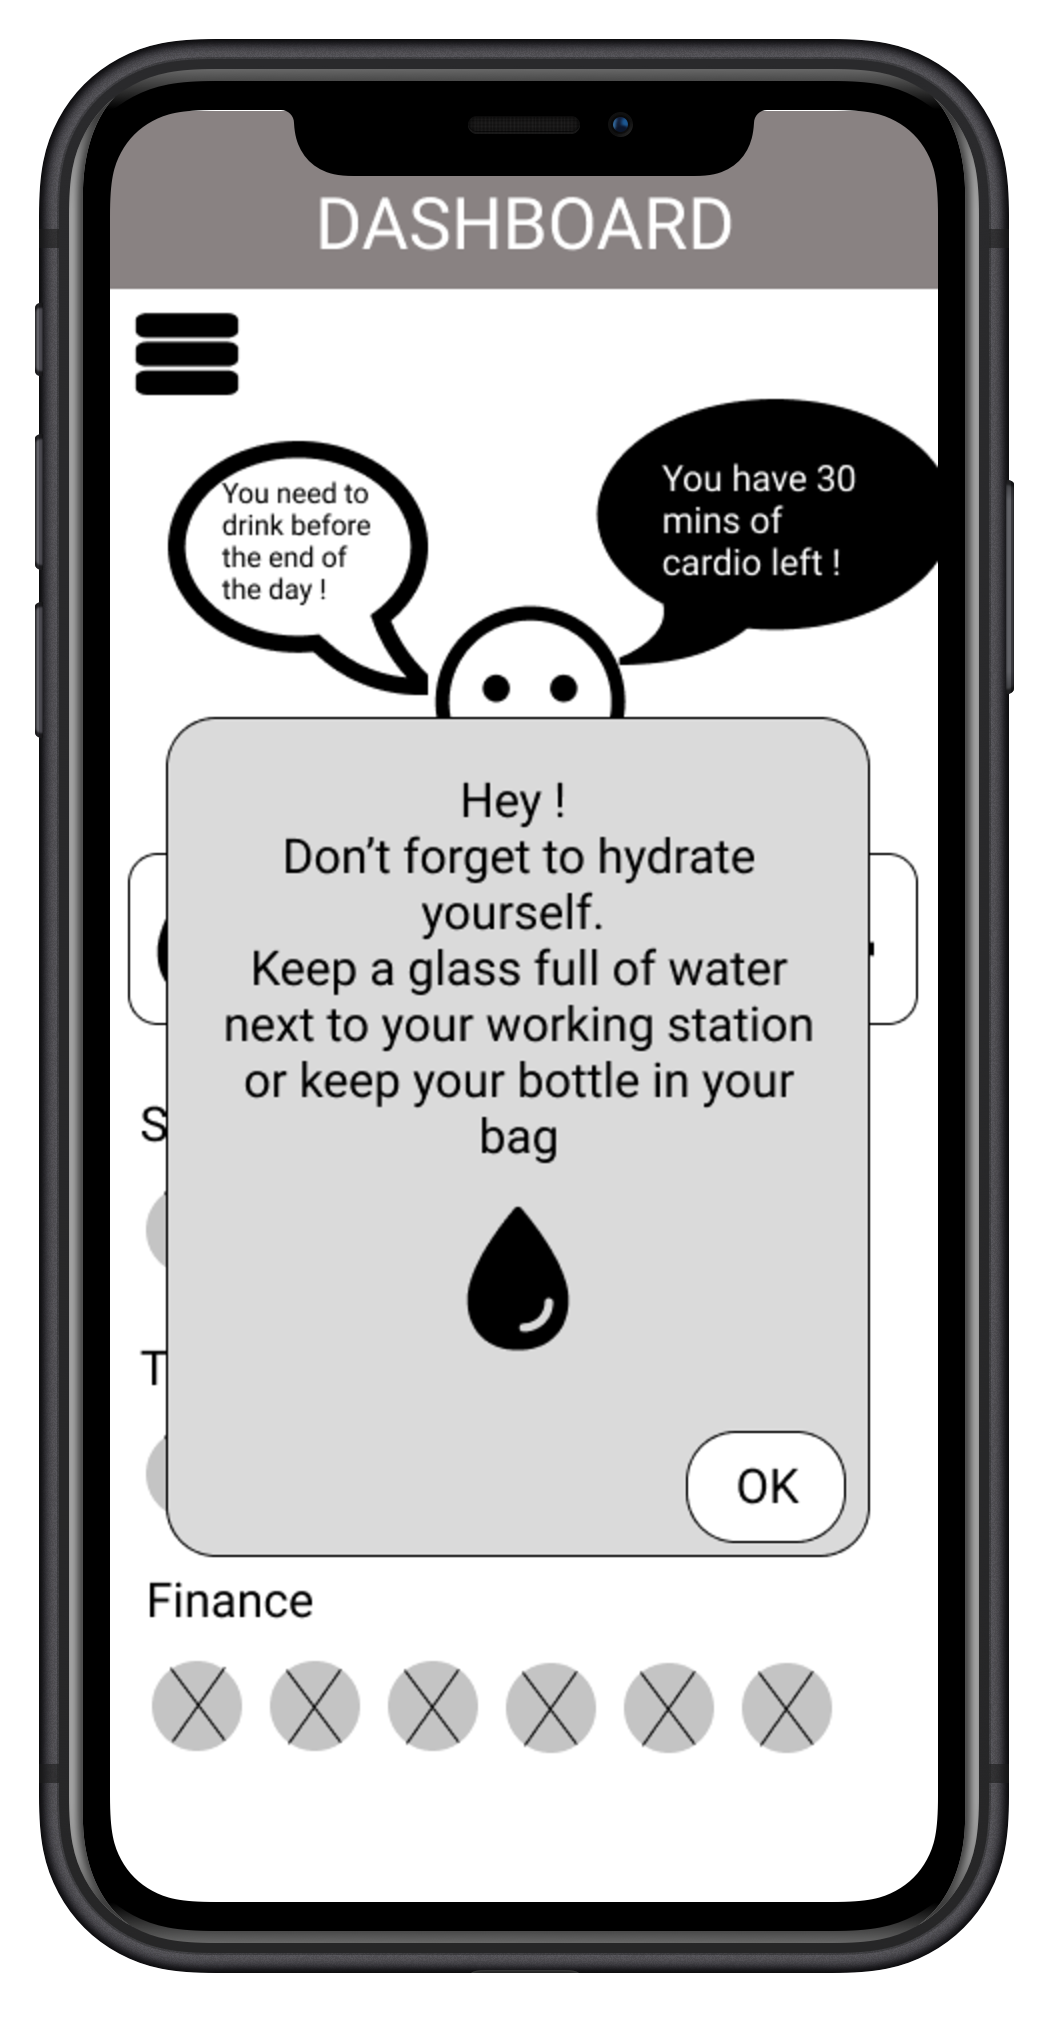 DASHBOARD
You need to
drink before
the end of
the day !
You have 30
mins of
cardio left !
Hey !
Don’t forget to hydrate
yourself.
Keep a glass full of water
next to your working station
or keep your bottle in your
bag
OK
Finance